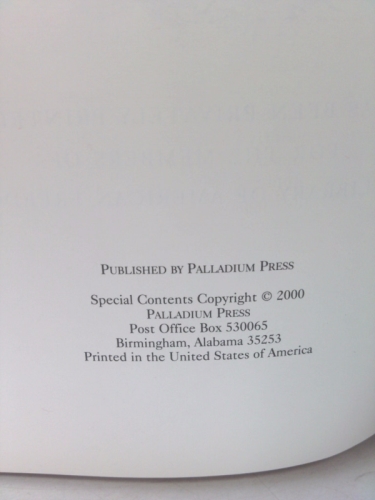 PUBLISHED BY PALLADIUM PRESS
Special Contents Copyright © 2000
PALLADIUM PRESS
Post Office Box 530065
Birmingham, Alabama 35253
Printed in the United States of America